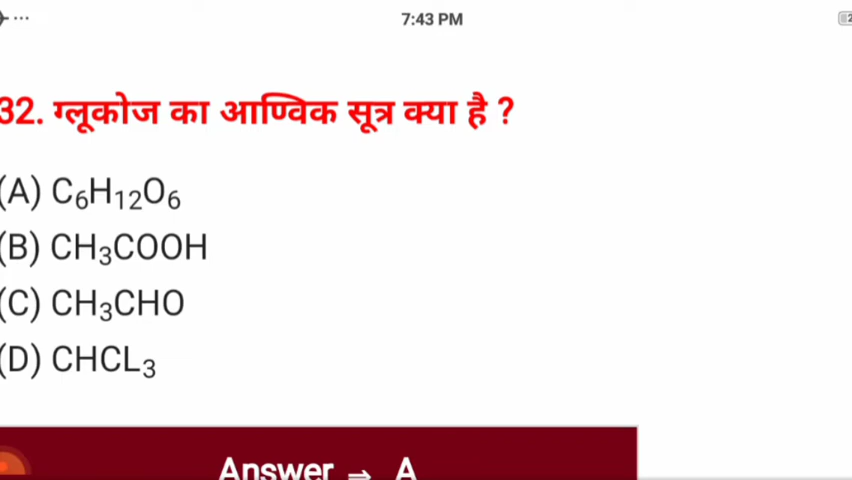 7:43 PM
32. ग्लूकोज का आण्विक सूत्र क्या है ?
(A) C₆H₁₂O₆
(B) CH₃COOH
(C) CH₃CHO
(D) CHCL₃
Answer ⇒ A